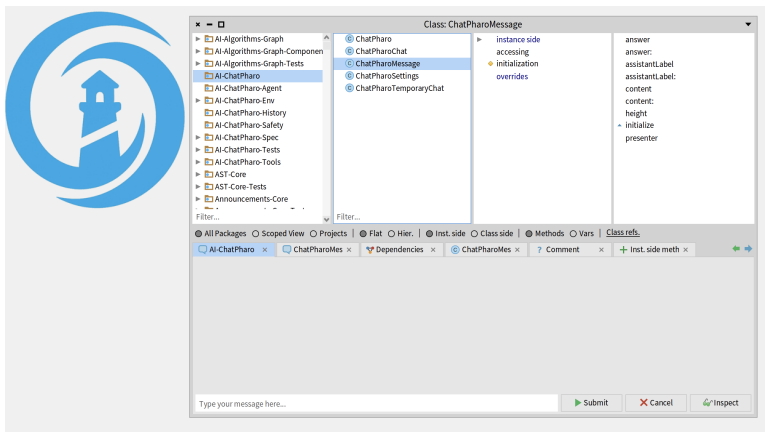 Class: ChatPharoMessage
AI-Algorithms-Graph
AI-Algorithms-Graph-Componen
AI-Algorithms-Graph-Tests
AI-ChatPharo
AI-ChatPharo-Agent
AI-ChatPharo-Env
AI-ChatPharo-History
AI-ChatPharo-Safety
AI-ChatPharo-Spec
AI-ChatPharo-Tests
AI-ChatPharo-Tools
AST-Core
AST-Core-Tests
Announcements-Core
Filter...
ChatPharo
ChatPharoChat
ChatPharoMessage
ChatPharoSettings
ChatPharoTemporaryChat
Filter...
instance side
accessing
initialization
overrides
answer
answer:
assistantLabel
assistantLabel:
content
content:
height
initialize
presenter
All Packages Scoped View Projects | Flat Hier. | Inst. side Class side | Methods Vars | Class refs.
AI-ChatPharo × ChatPharoMes × Dependencies × ChatPharoMes × ? Comment × Inst. side meth ×
Type your message here... Submit Cancel Inspect